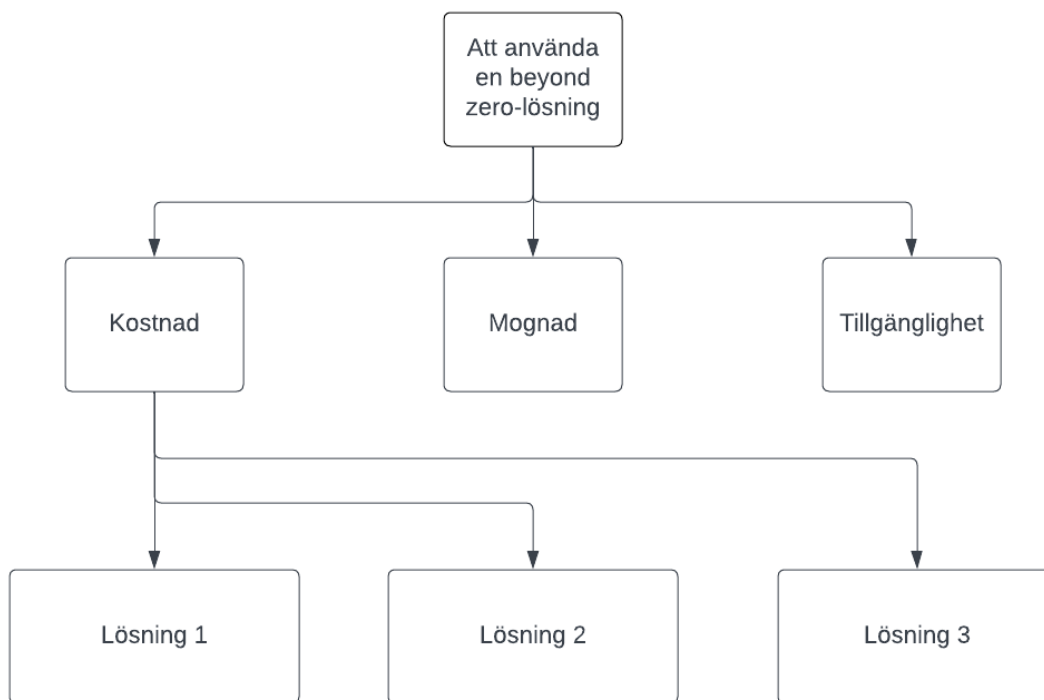 Att använda
en beyond
zero-lösning
Kostnad
Mognad
Tillgänglighet
Lösning 1
Lösning 2
Lösning 3